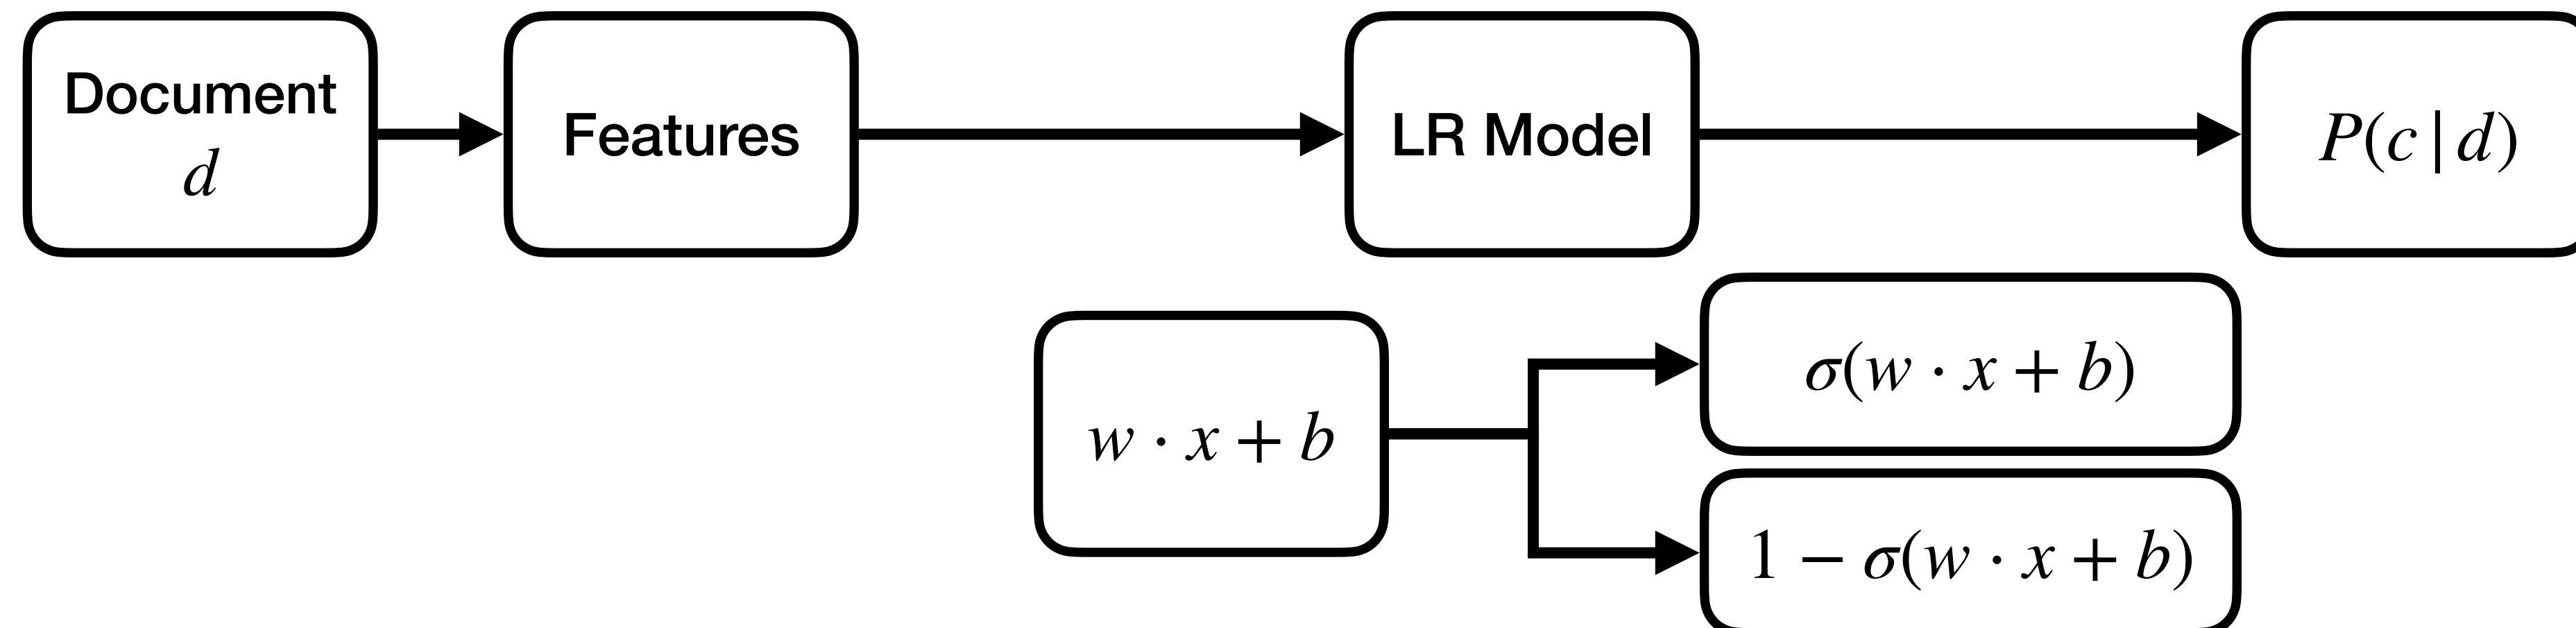 Document
d
Features
LR Model
P(c | d)
w · x + b
σ(w · x + b)
1 − σ(w · x + b)